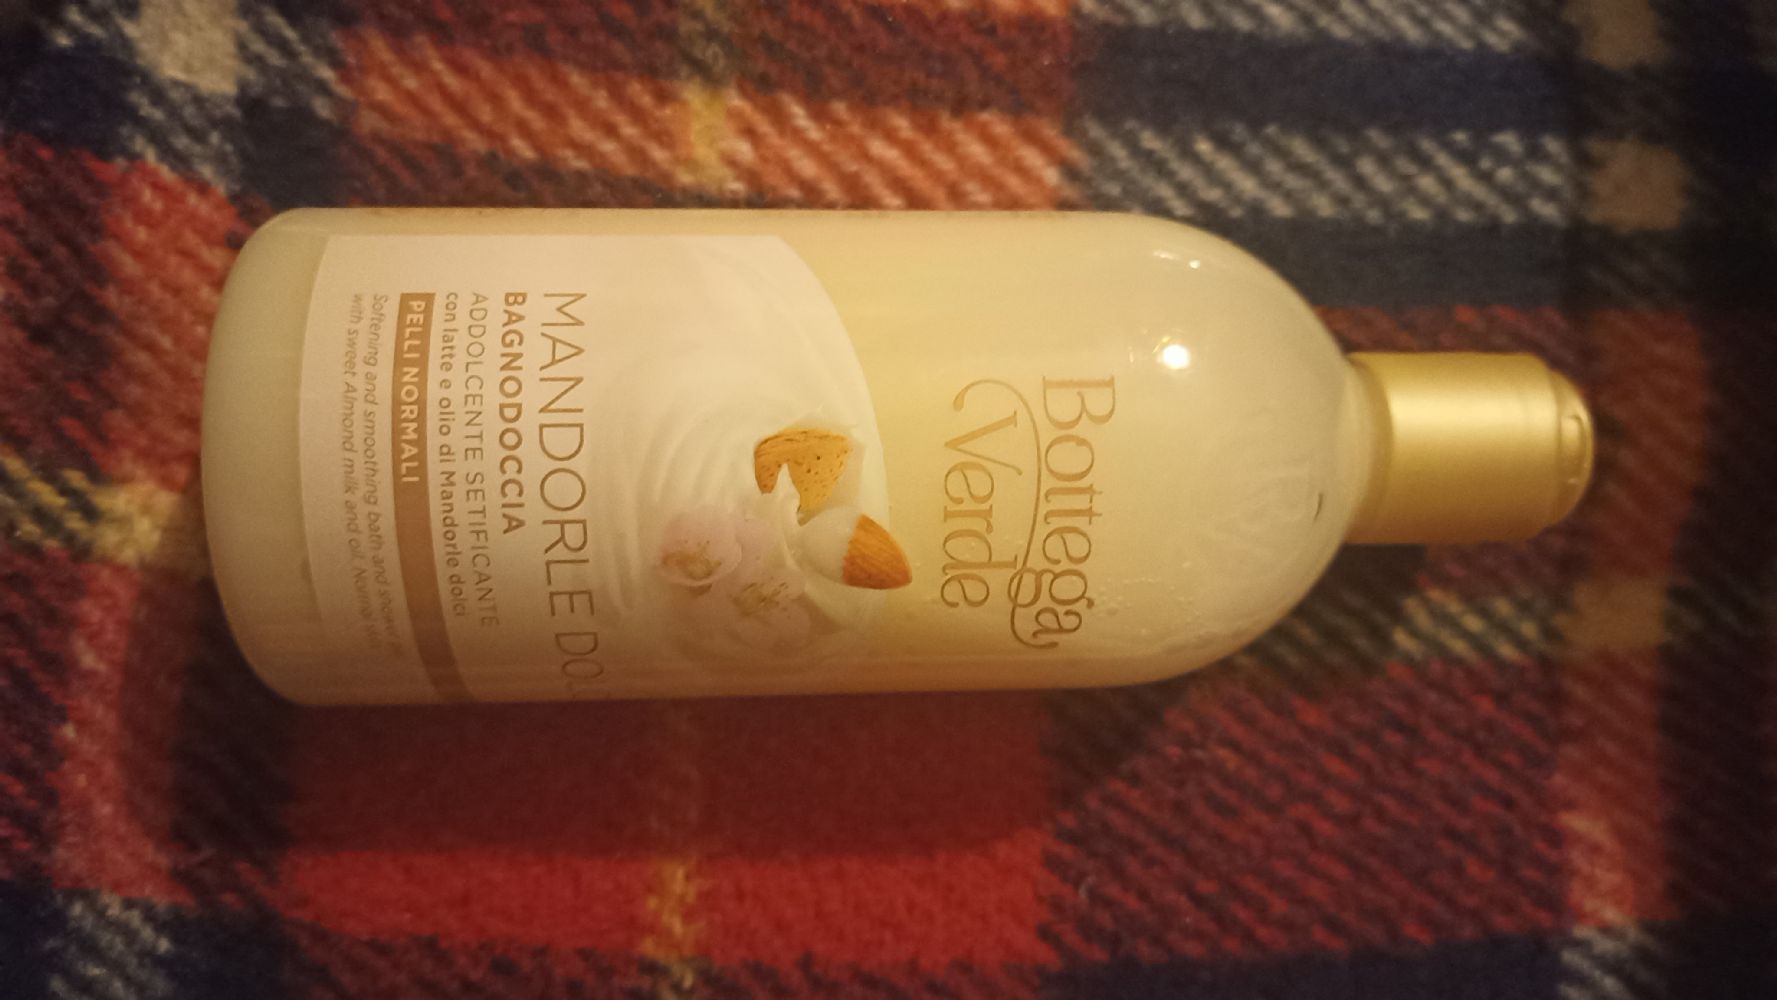 Bottega
Verde
MANDORLE
BAGNODOCCIA
ADDOLCENTE SETIFICANTE
con latte e olio di Mandorle dolci
PELLI NORMALI
Softening and smoothing bath and shower
with sweet Almond milk and oil. Normal